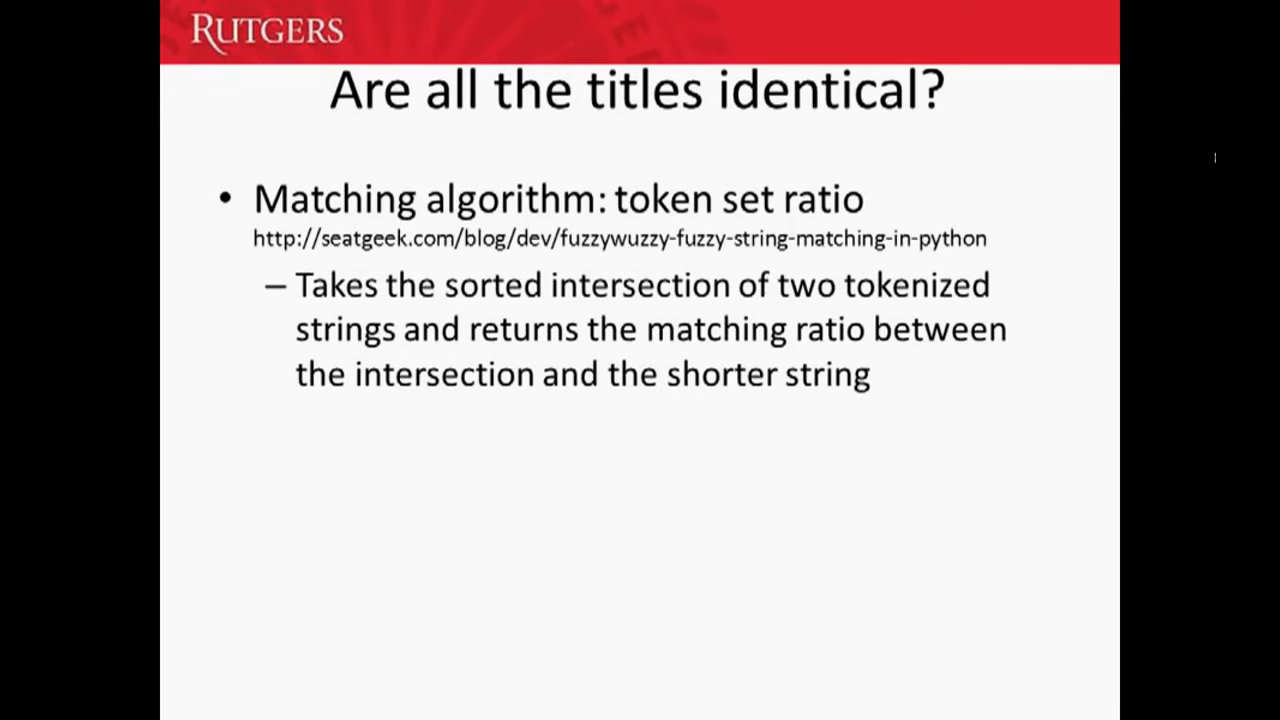 RUTGERS
Are all the titles identical?
• Matching algorithm: token set ratio
http://seatgeek.com/blog/dev/fuzzywuzzy-fuzzy-string-matching-in-python
– Takes the sorted intersection of two tokenized
strings and returns the matching ratio between
the intersection and the shorter string